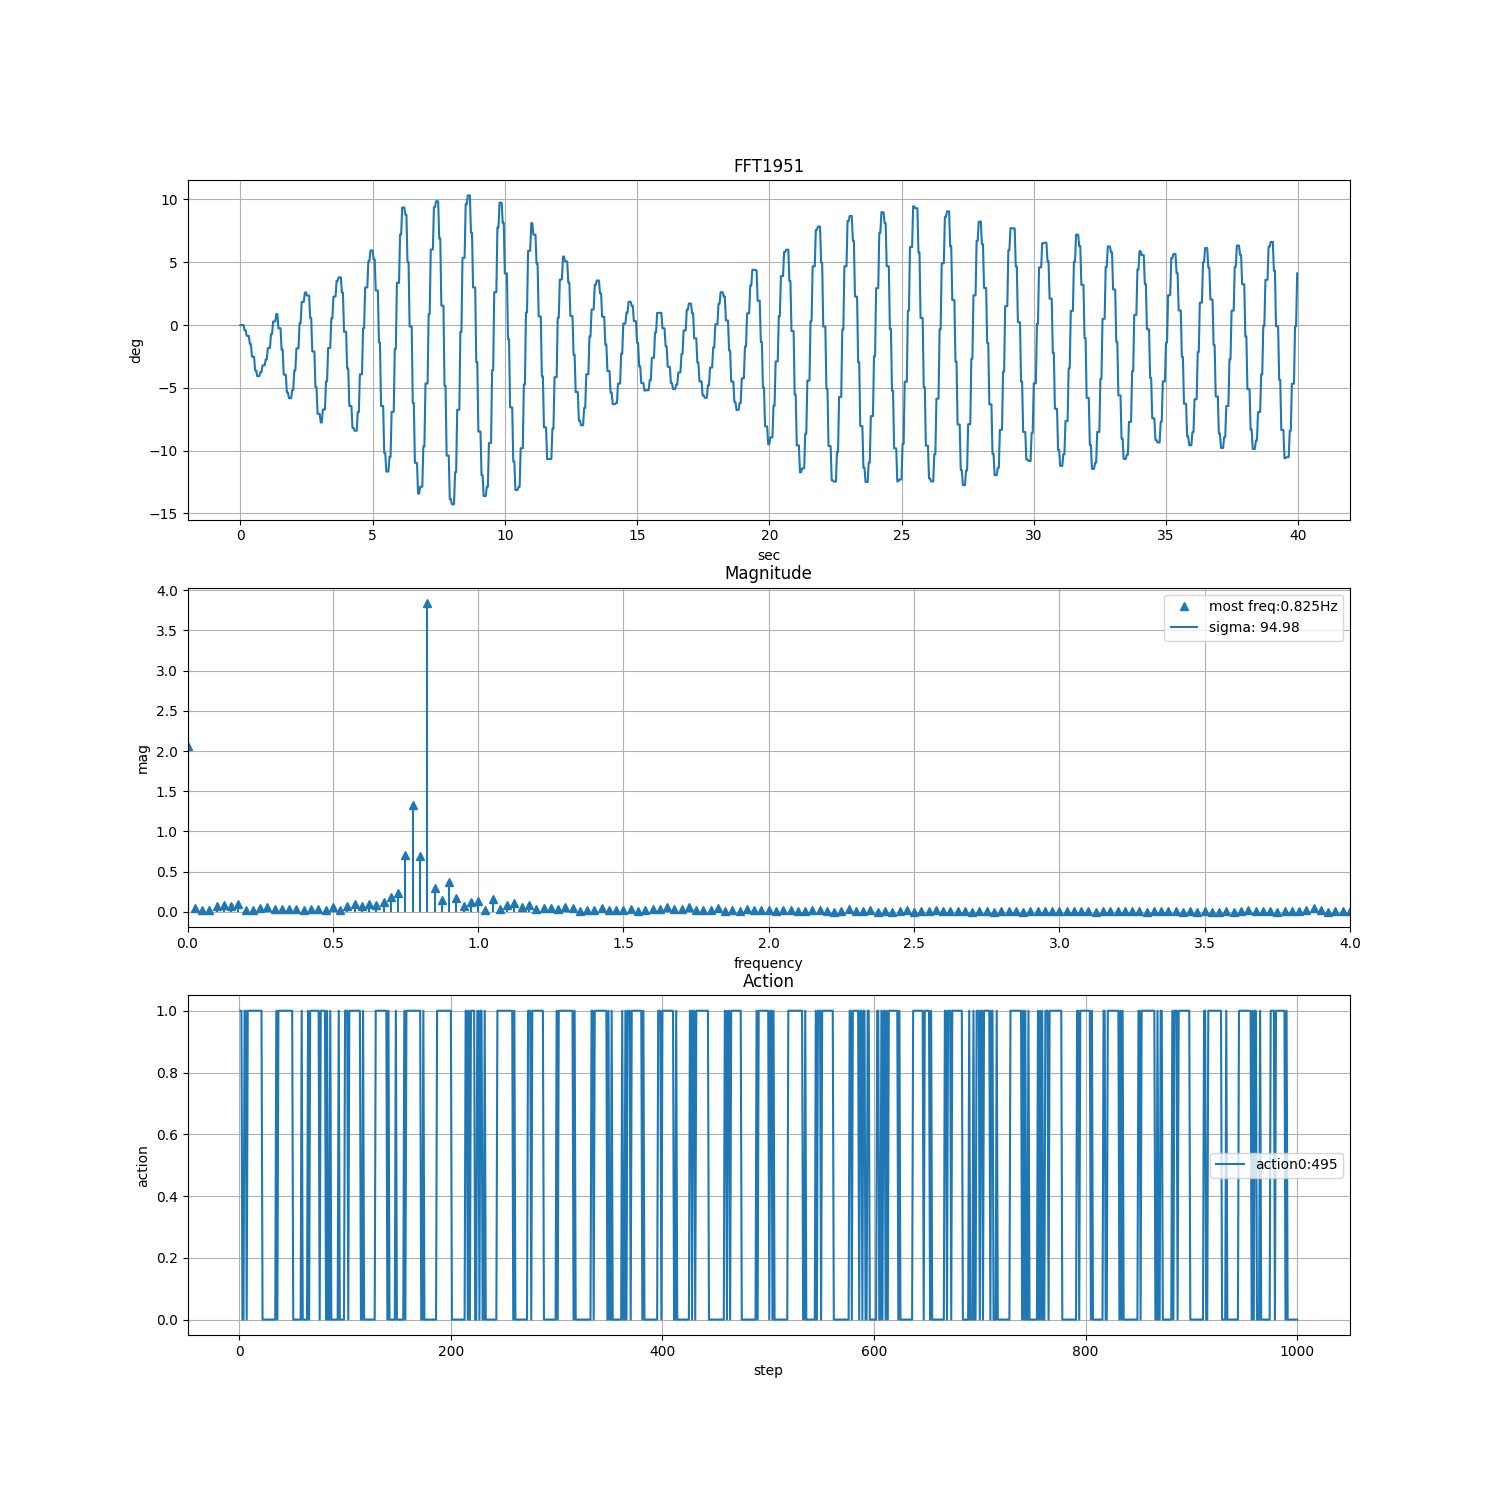 FFT1951
10
5
0
−5
−10
−15
deg
0 5 10 15 20 25 30 35 40
sec
Magnitude
4.0
3.5
3.0
2.5
2.0
1.5
1.0
0.5
0.0
mag
most freq:0.825Hz
sigma: 94.98
0.0 0.5 1.0 1.5 2.0 2.5 3.0 3.5 4.0
frequency
Action
1.0
0.8
0.6
0.4
0.2
0.0
action
action0:495
0 200 400 600 800 1000
step